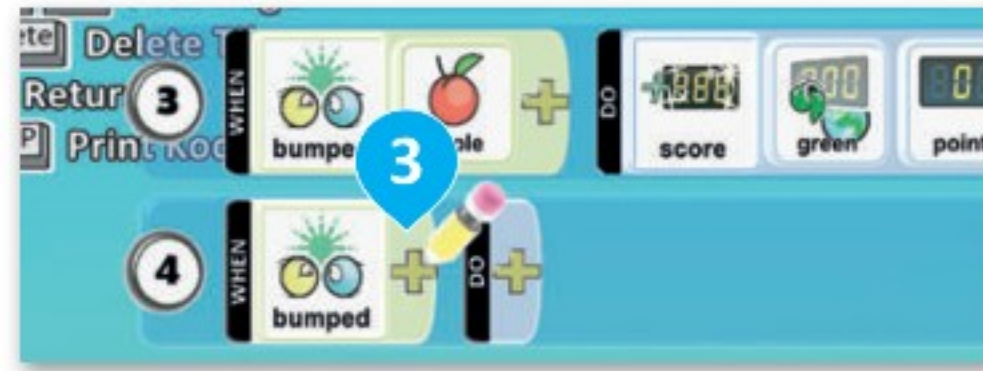 Delete
3 WHEN DO
Retur
Print
bumpe ple score green point
3
4 WHEN DO
bumped